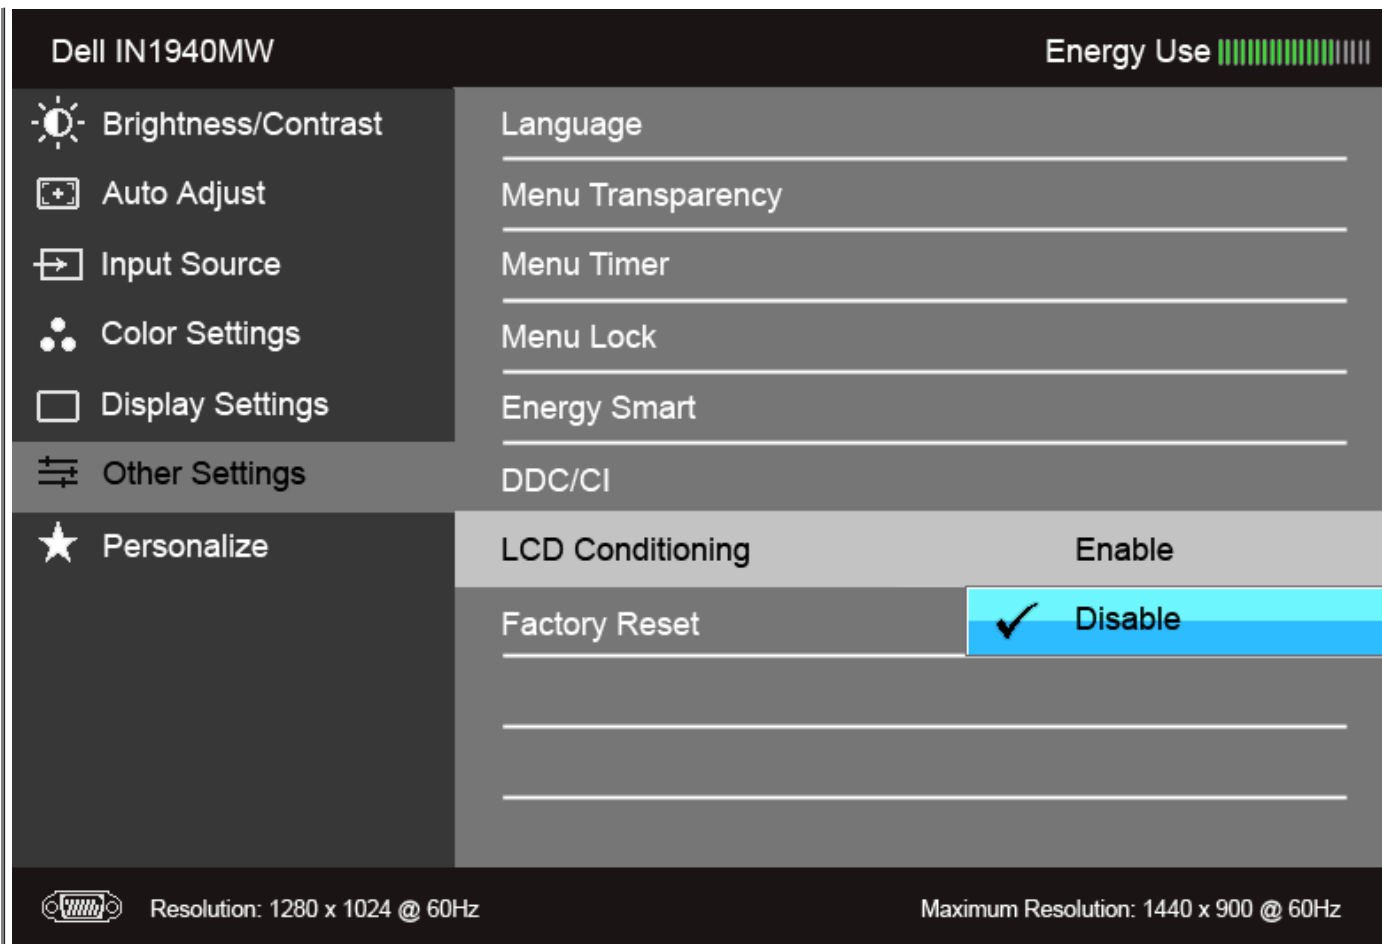 Dell IN1940MW
Energy Use
Brightness/Contrast
Auto Adjust
Input Source
Color Settings
Display Settings
Other Settings
Personalize
Language
Menu Transparency
Menu Timer
Menu Lock
Energy Smart
DDC/CI
LCD Conditioning
Enable
Disable
Factory Reset
Resolution: 1280 x 1024 @ 60Hz
Maximum Resolution: 1440 x 900 @ 60Hz